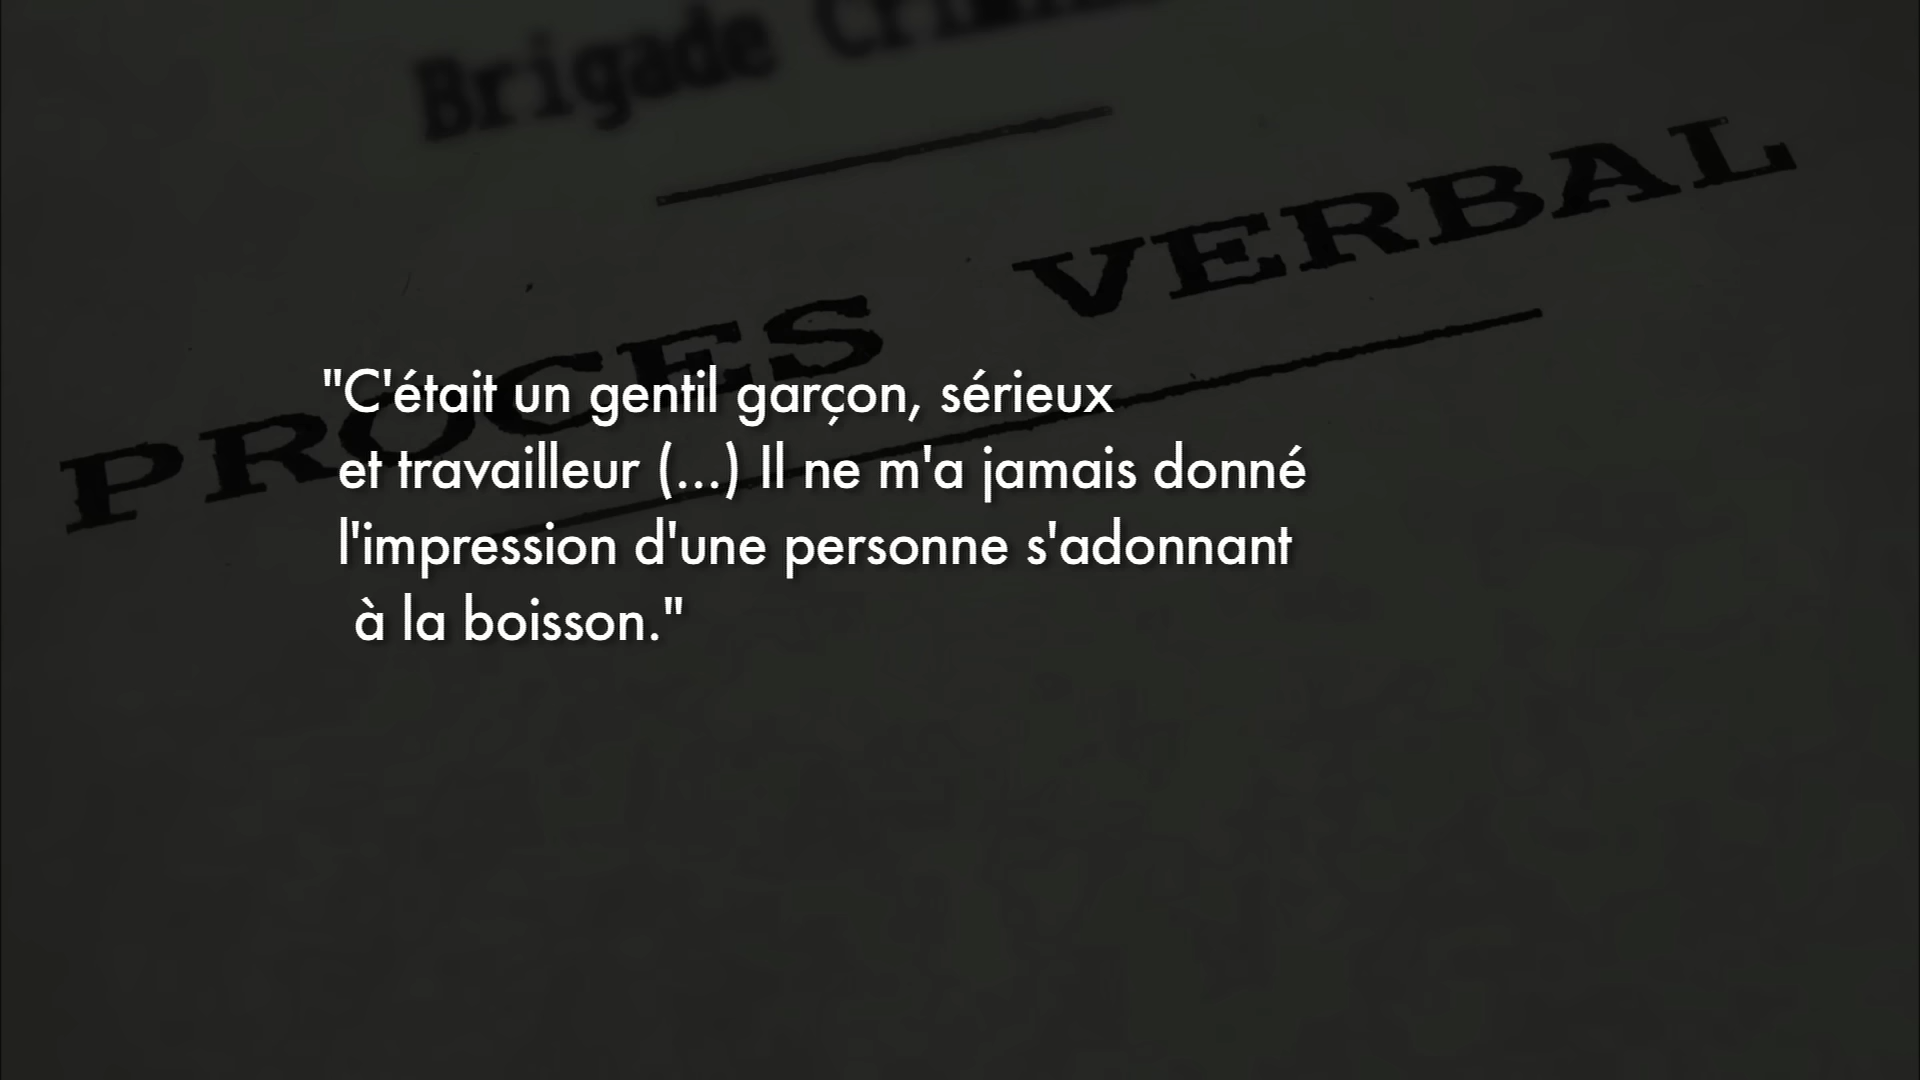 Brigade
PROCES VERBAL
"C'était un gentil garçon, sérieux
et travailleur (...) Il ne m'a jamais donné
l'impression d'une personne s'adonnant
à la boisson."